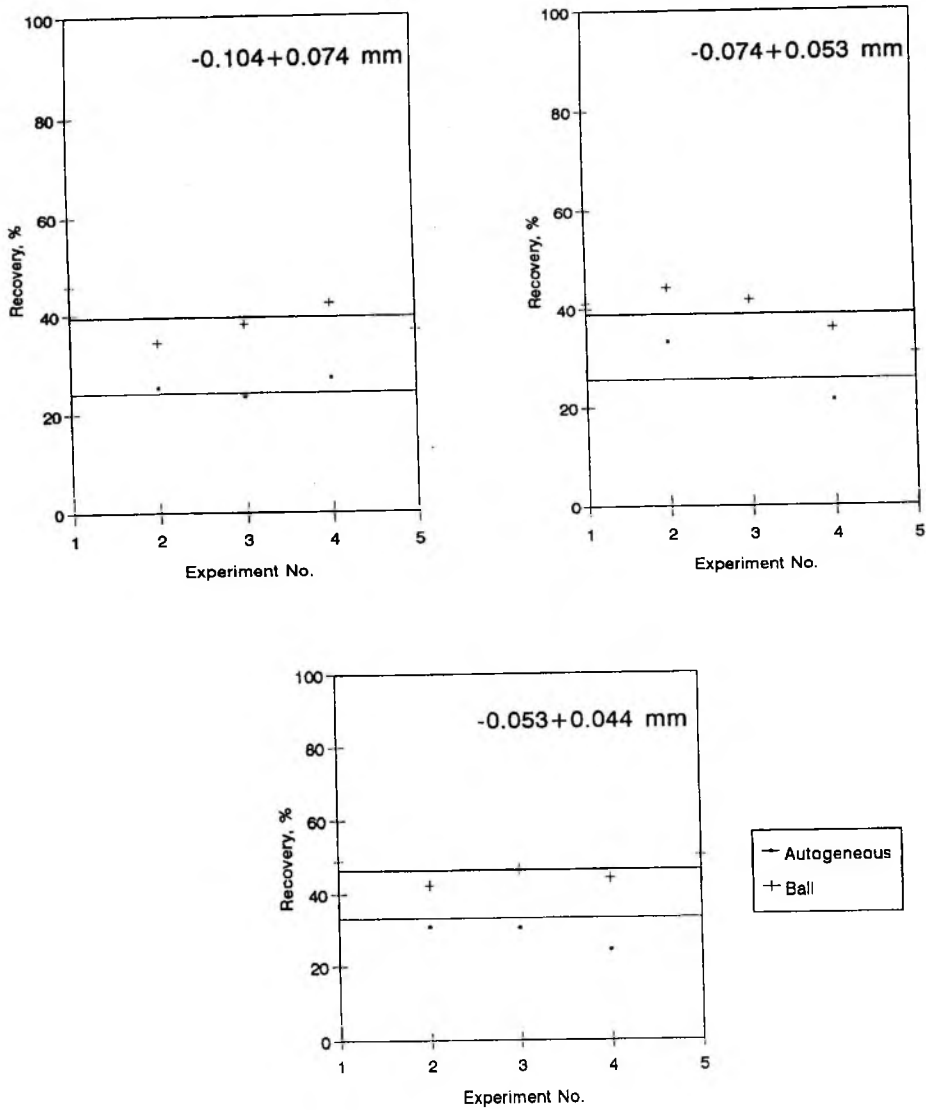 100
80
60
40
20
0
Recovery, %
-0.104+0.074 mm
1 2 3 4 5
Experiment No.
100
80
60
40
20
0
Recovery, %
-0.074+0.053 mm
1 2 3 4 5
Experiment No.
100
80
60
40
20
0
Recovery, %
-0.053+0.044 mm
1 2 3 4 5
Experiment No.
Autogeneous
Ball